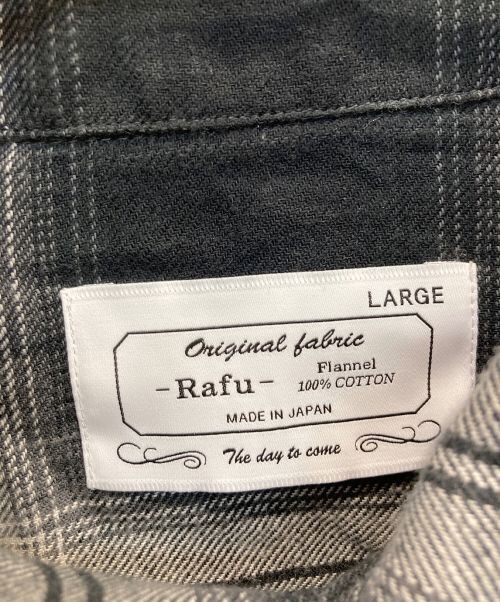 LARGE
Original fabric
-Rafu- Flannel
100% COTTON
MADE IN JAPAN
The day to come